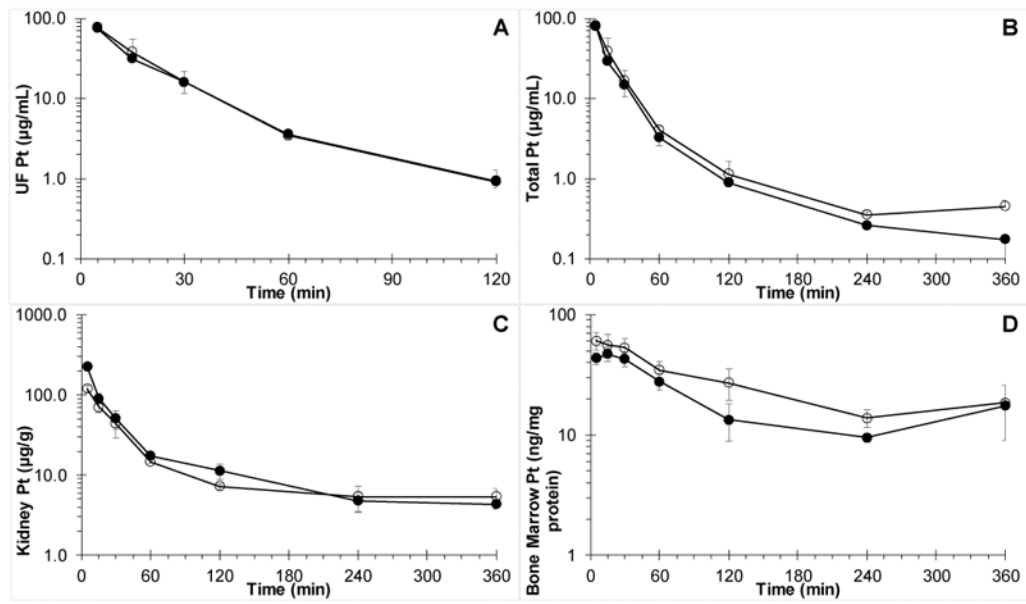 A
100.0
10.0
1.0
0.1
UF Pt (µg/mL)
0 30 60 90 120
Time (min)
B
100.0
10.0
1.0
0.1
Total Pt (µg/mL)
0 60 120 180 240 300 360
Time (min)
C
1000.0
100.0
10.0
1.0
Kidney Pt (µg/g)
0 60 120 180 240 300 360
Time (min)
D
100
10
1
Bone Marrow Pt (ng/mg
protein)
0 60 120 180 240 300 360
Time (min)